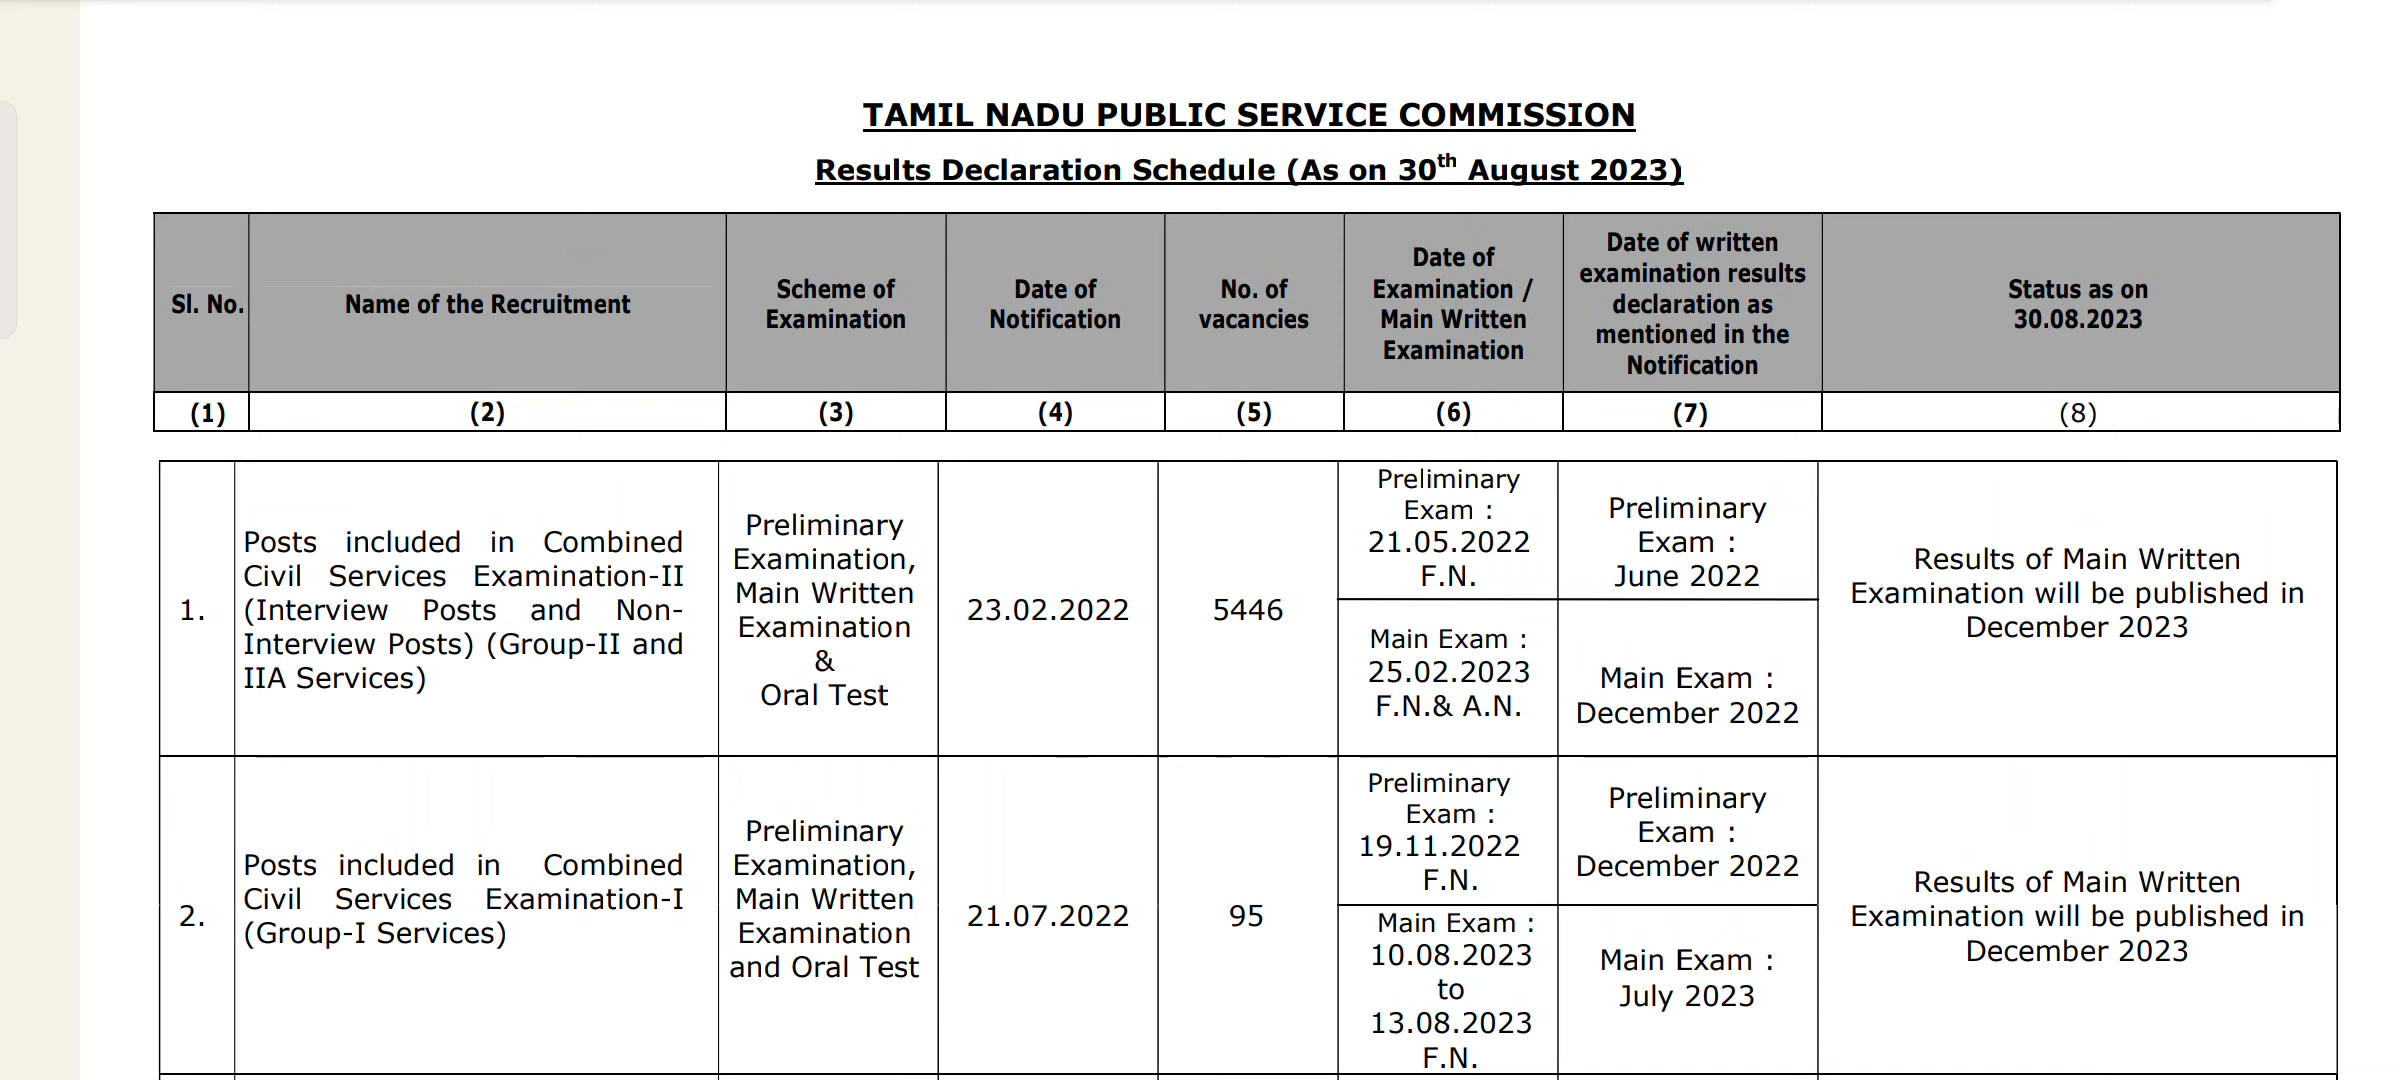 TAMIL NADU PUBLIC SERVICE COMMISSION
Results Declaration Schedule (As on 30th August 2023)
Sl. No.
Name of the Recruitment
Scheme of
Examination
Date of
Notification
No. of
vacancies
Date of
Examination /
Main Written
Examination
Date of written
examination results
declaration as
mentioned in the
Notification
Status as on
30.08.2023
(1)
(2)
(3)
(4)
(5)
(6)
(7)
(8)
1.
Posts included in Combined
Civil Services Examination-II
(Interview Posts and Non-
Interview Posts) (Group-II and
IIA Services)
Preliminary
Examination,
Main Written
Examination
&
Oral Test
23.02.2022
5446
Preliminary
Exam :
21.05.2022
F.N.
Main Exam :
25.02.2023
F.N.& A.N.
Preliminary
Exam :
June 2022
Main Exam :
December 2022
Results of Main Written
Examination will be published in
December 2023
2.
Posts included in Combined
Civil Services Examination-I
(Group-I Services)
Preliminary
Examination,
Main Written
Examination
and Oral Test
21.07.2022
95
Preliminary
Exam :
19.11.2022
F.N.
Main Exam :
10.08.2023
to
13.08.2023
F.N.
Preliminary
Exam :
December 2022
Main Exam :
July 2023
Results of Main Written
Examination will be published in
December 2023